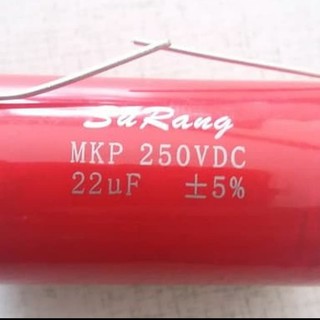 SuRang
MKP 250VDC
22uF ±5%